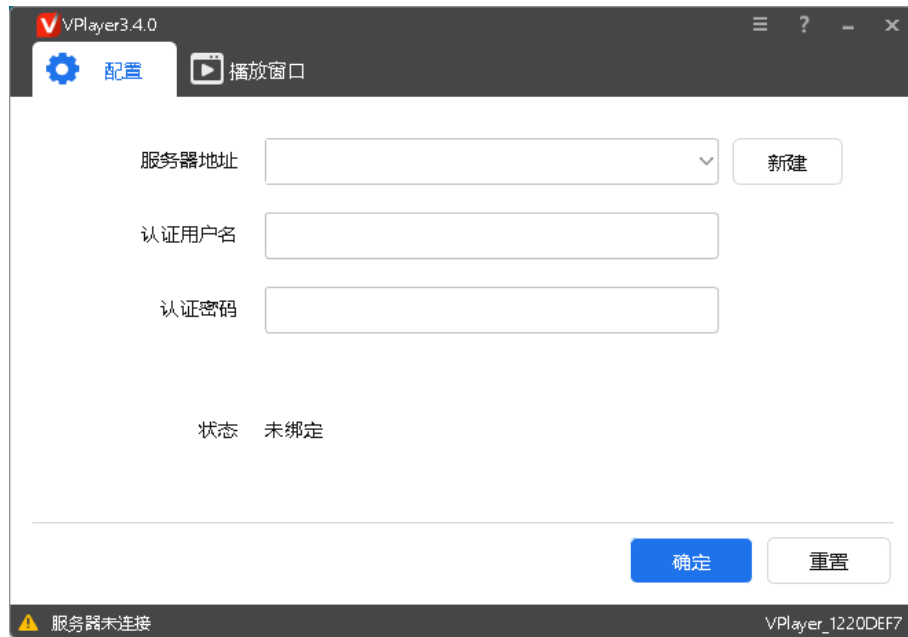 VPlayer3.4.0
配置 播放窗口
服务器地址 新建
认证用户名
认证密码
状态 未绑定
确定 重置
服务器未连接 VPlayer_1220DEF7